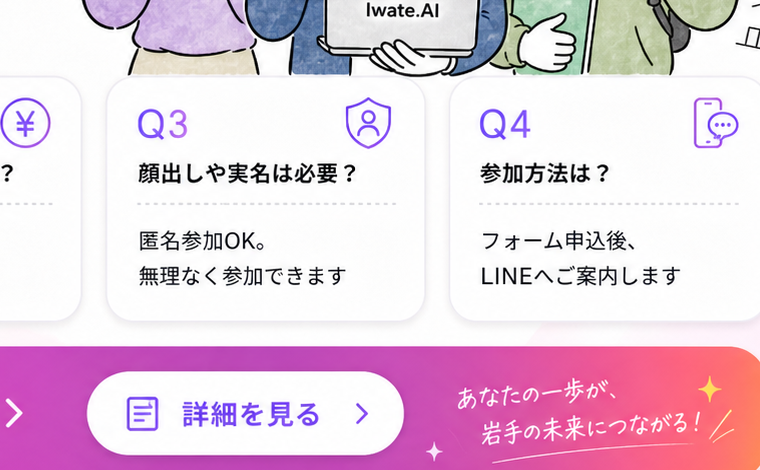 Iwate.AI
？
Q3
顔出しや実名は必要？
匿名参加OK。
無理なく参加できます
Q4
参加方法は？
フォーム申込後、
LINEへご案内します
詳細を見る
あなたの一歩が、
岩手の未来につながる！